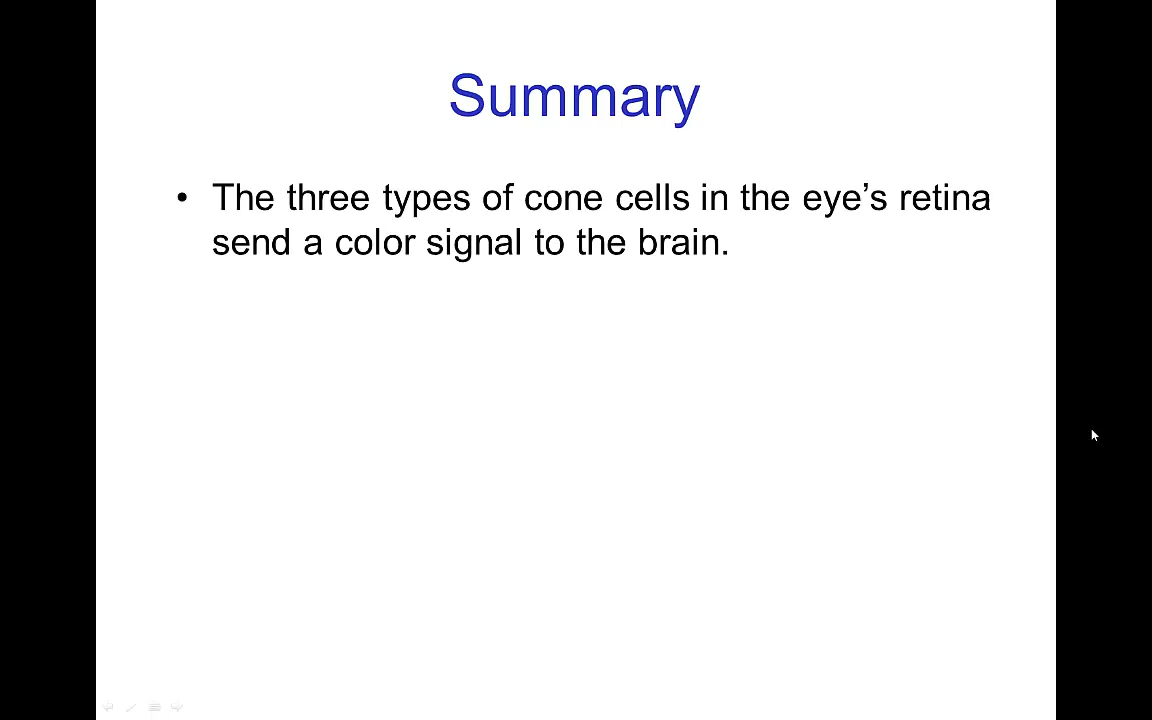 Summary
• The three types of cone cells in the eye’s retina
send a color signal to the brain.